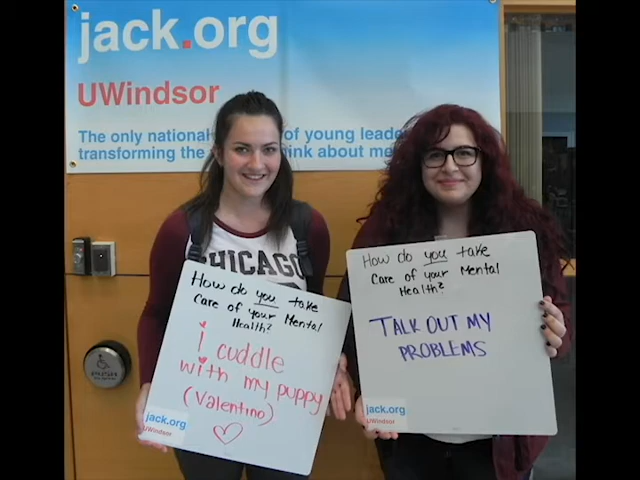 jack.org
UWindsor
The only national of young leade
transforming the ink about me
CHICAGO
How do you take
Care of your Mental
Health?
i cuddle
with my puppy
(Valentino)
jack.org
UWindsor
How do you take
Care of your Mental
Health?
TALK OUT MY
PROBLEMS
jack.org
UWindsor